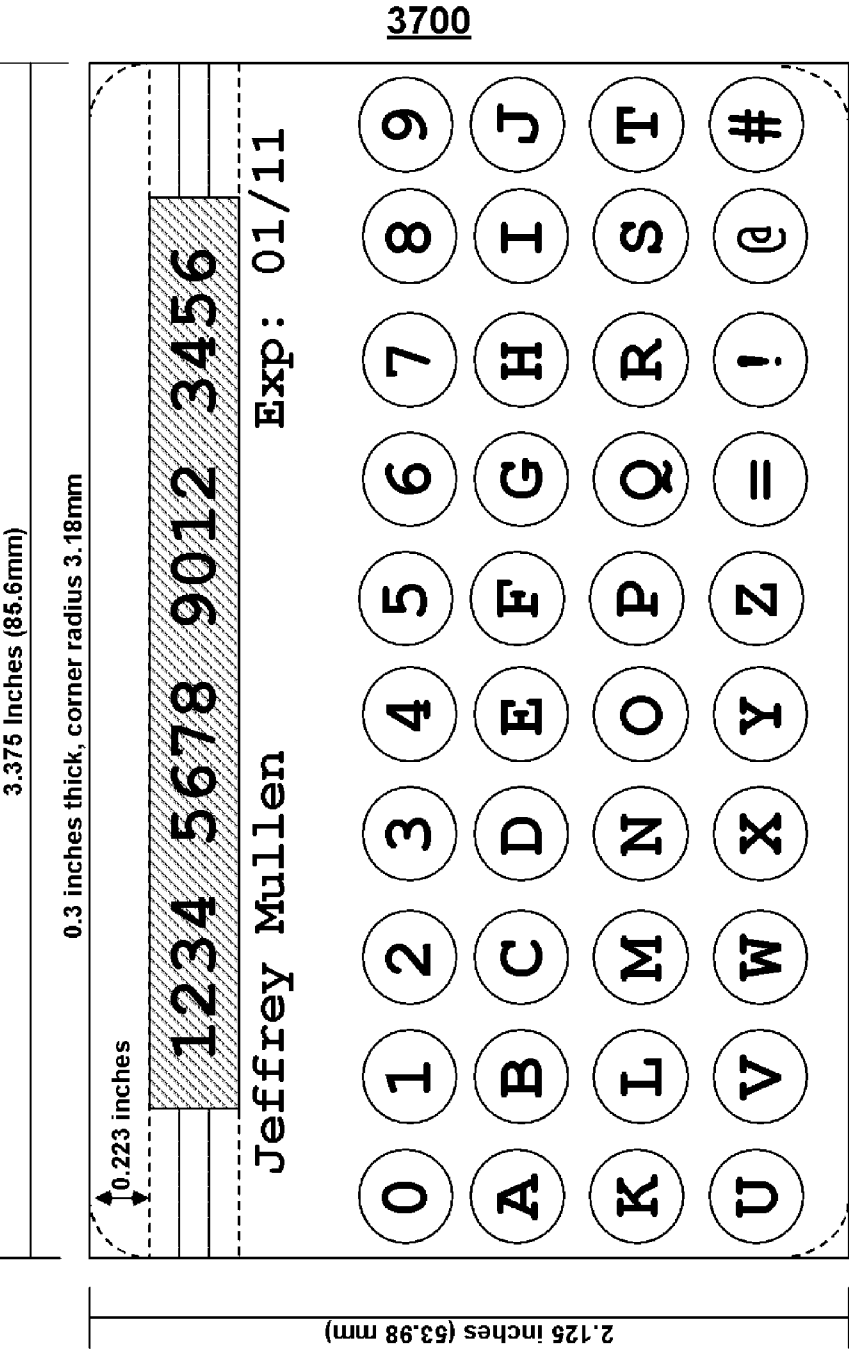 3700
3.375 Inches (85.6mm)
0.3 inches thick, corner radius 3.18mm
0.223 inches
1234 5678 9012 3456
Jeffrey Mullen Exp: 01/11
0 1 2 3 4 5 6 7 8 9
A B C D E F G H I J
K L M N O P Q R S T
U V W X Y Z = ! @ #
2.125 inches (53.98 mm)